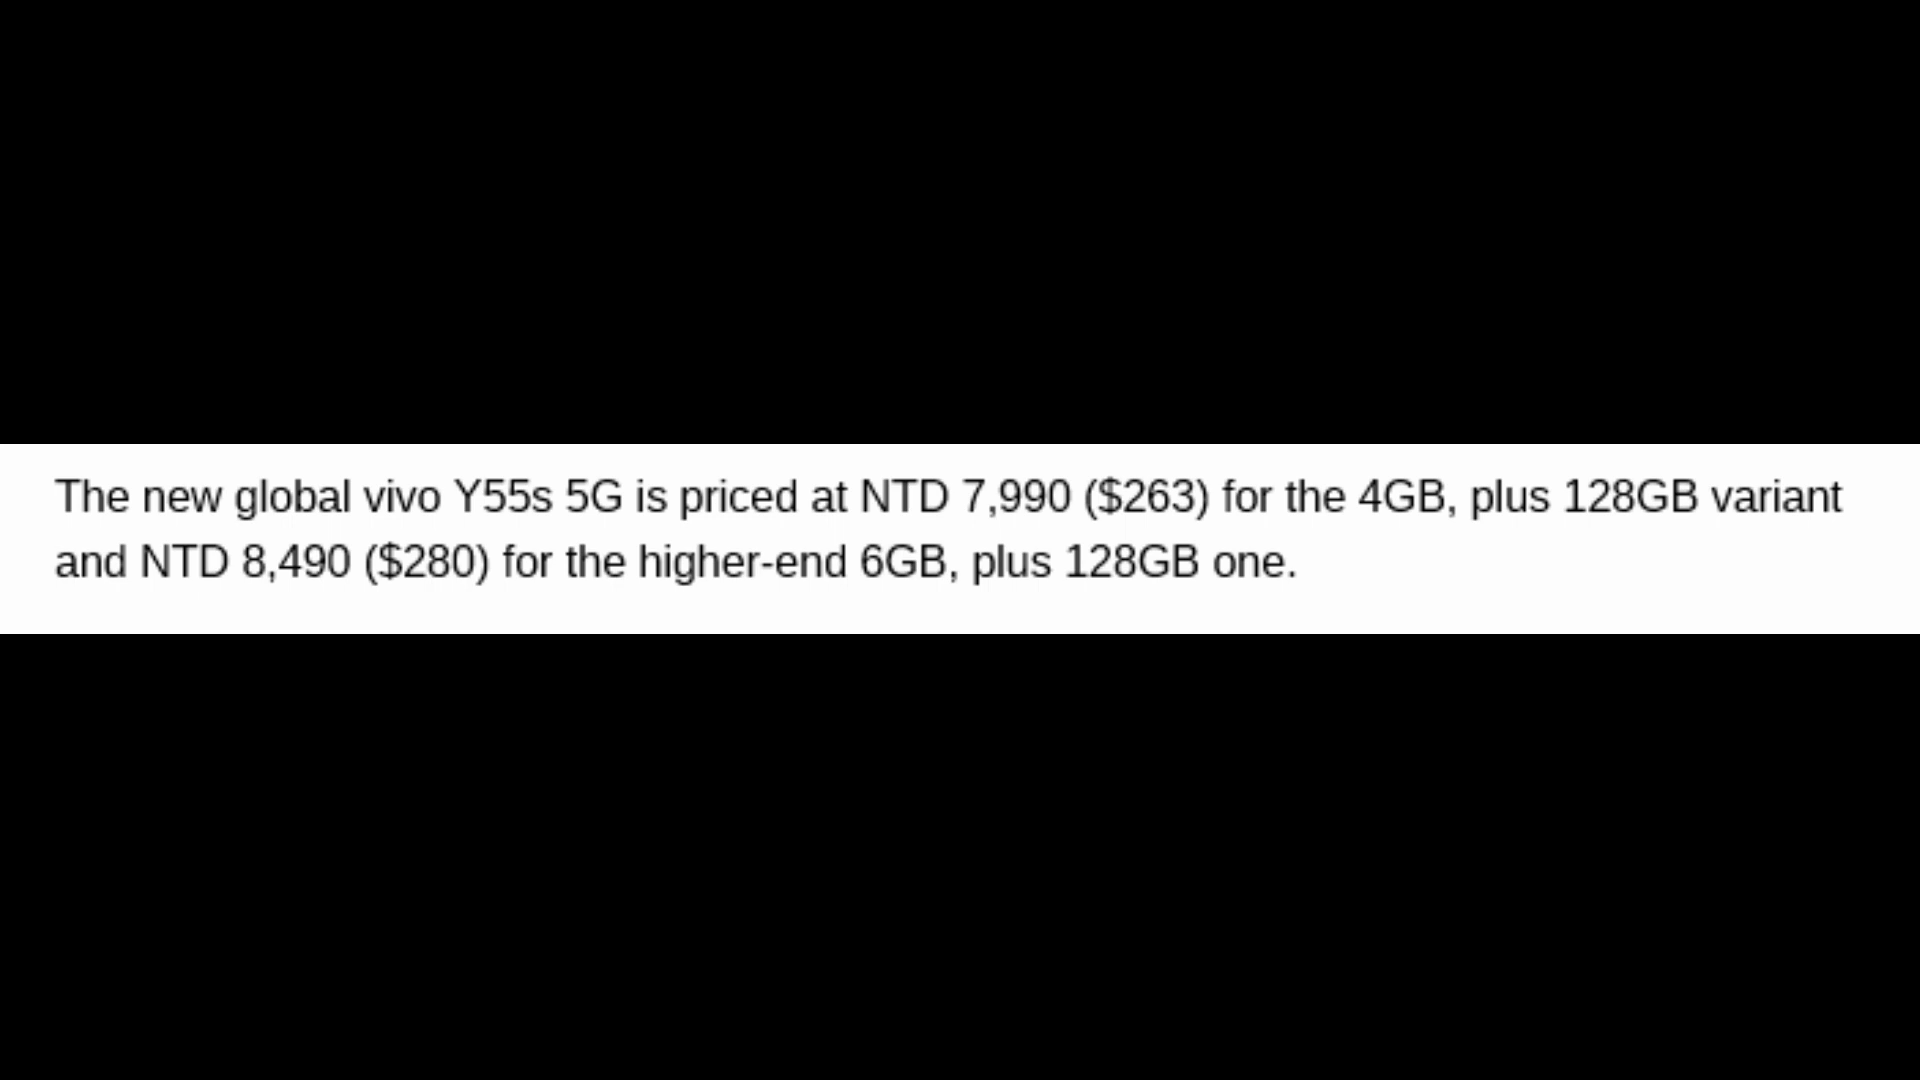 The new global vivo Y55s 5G is priced at NTD 7,990 ($263) for the 4GB, plus 128GB variant
and NTD 8,490 ($280) for the higher-end 6GB, plus 128GB one.